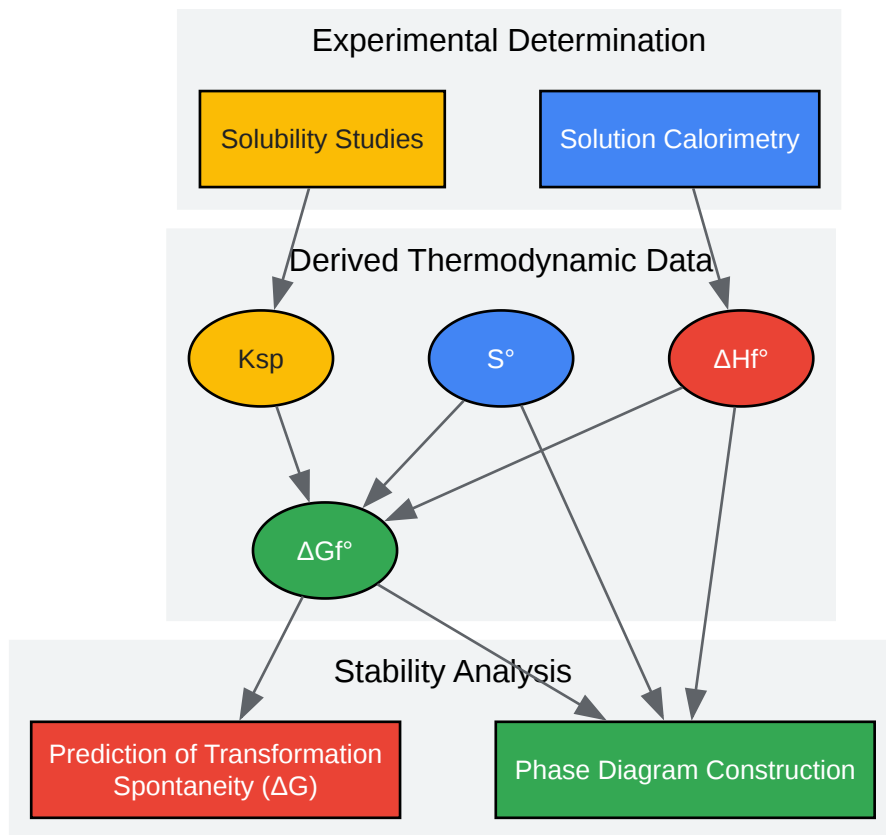 Experimental Determination
Solubility Studies
Solution Calorimetry
Derived Thermodynamic Data
Ksp
S°
ΔHf°
ΔGf°
Stability Analysis
Prediction of Transformation
Spontaneity (ΔG)
Phase Diagram Construction